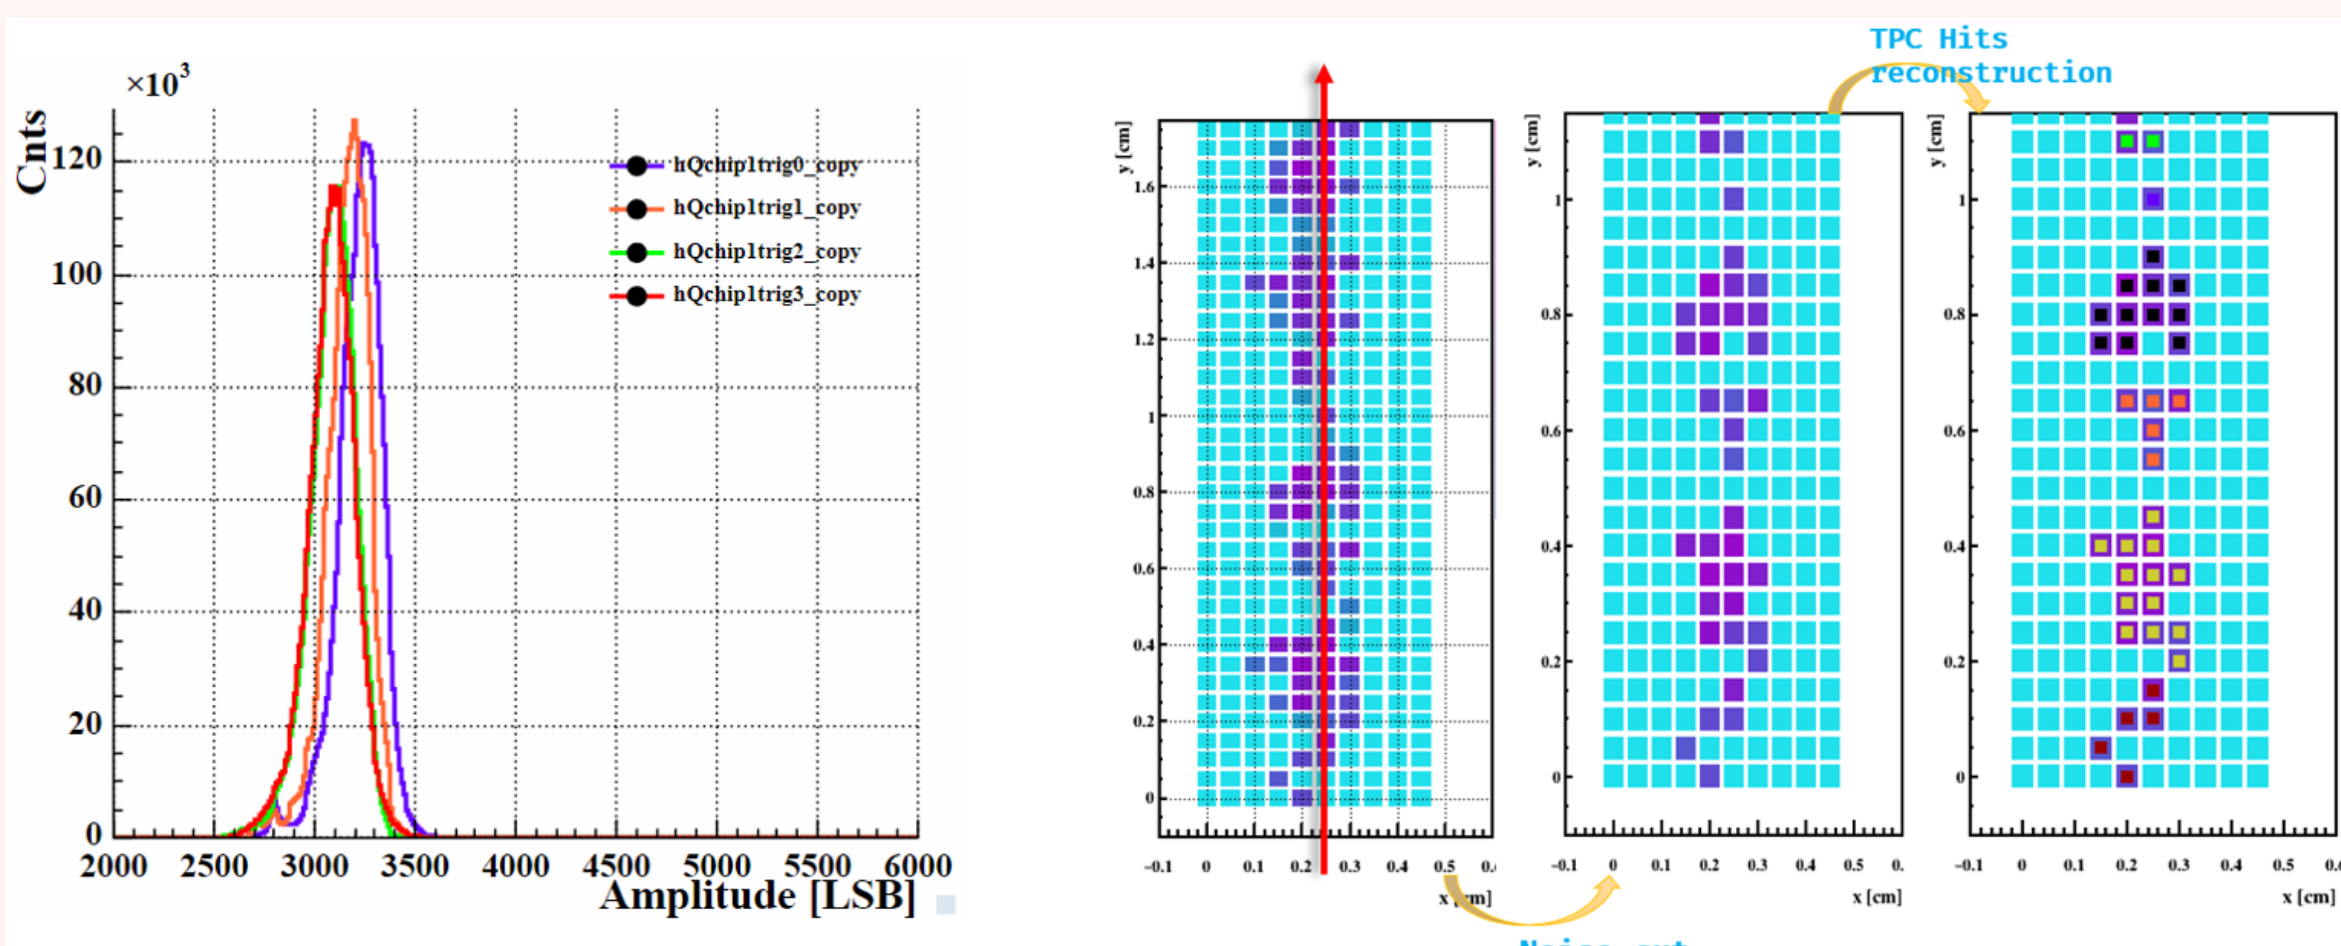 ×10³
Cnts
120
100
80
60
40
20
0
2000 2500 3000 3500 4000 4500 5000 5500 6000
Amplitude [LSB]
hQchip1trig0_copy
hQchip1trig1_copy
hQchip1trig2_copy
hQchip1trig3_copy
y [cm]
1.6
1.4
1.2
1
0.8
0.6
0.4
0.2
0
−0.1 0 0.1 0.2 0.3 0.5
x [cm]
y [cm]
1
0.8
0.6
0.4
0.2
0
−0.1 0 0.1 0.2 0.3 0.4 0.5
x [cm]
TPC Hits
reconstruction
y [cm]
1
0.8
0.6
0.4
0.2
0
−0.1 0 0.1 0.2 0.3 0.5
x [cm]